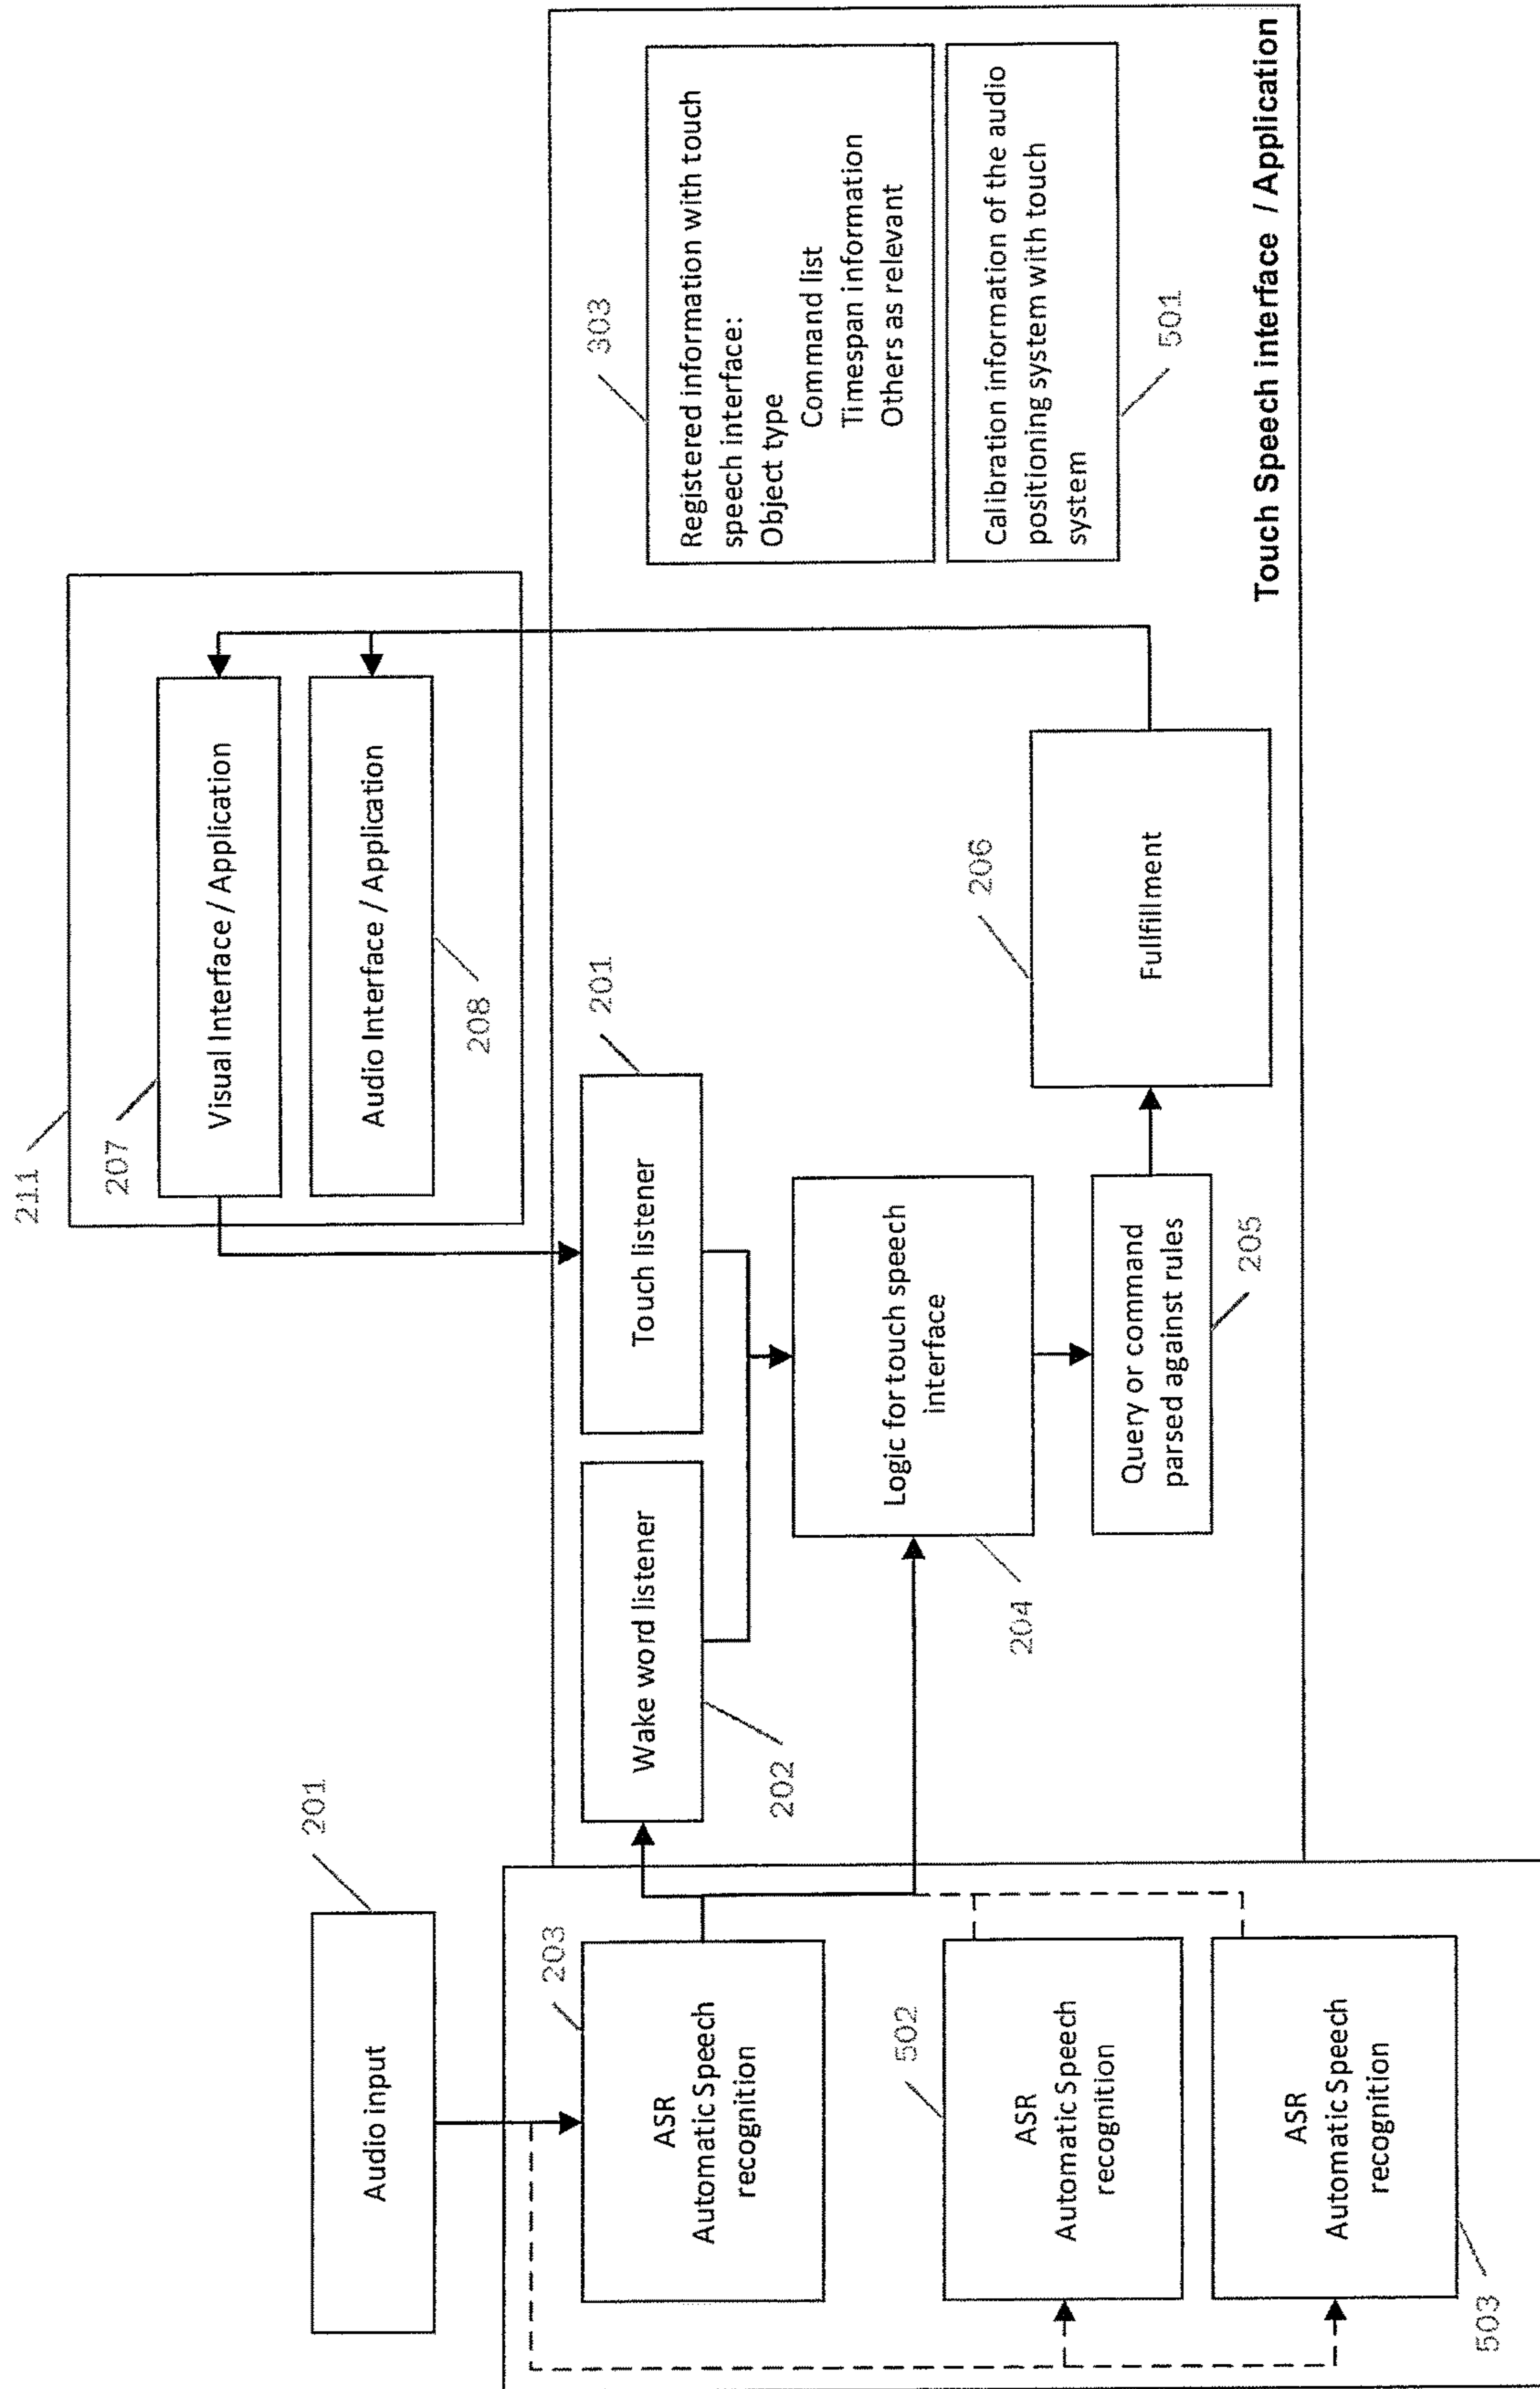 211
207
Visual Interface / Application
Audio Interface / Application
208
201
Audio input
203
ASR
Automatic Speech
recognition
502
ASR
Automatic Speech
recognition
ASR
Automatic Speech
recognition
503
Wake word listener
202
Touch listener
201
Logic for touch speech
interface
204
Query or command
parsed against rules
205
206
Fullfillment
303
Registered information with touch
speech interface:
Object type
Command list
Timespan information
Others as relevant
Calibration information of the audio
positioning system with touch
system
501
Touch Speech interface / Application